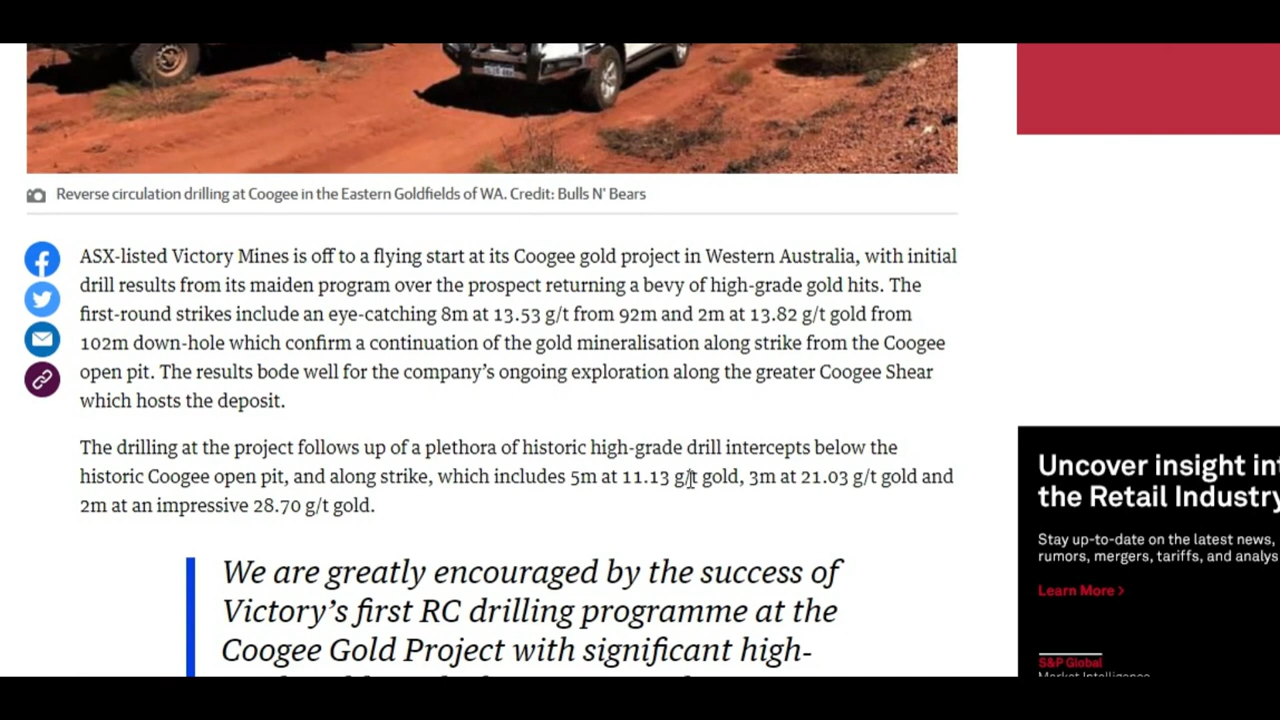 Reverse circulation drilling at Coogee in the Eastern Goldfields of WA. Credit: Bulls N' Bears
ASX-listed Victory Mines is off to a flying start at its Coogee gold project in Western Australia, with initial
drill results from its maiden program over the prospect returning a bevy of high-grade gold hits. The
first-round strikes include an eye-catching 8m at 13.53 g/t from 92m and 2m at 13.82 g/t gold from
102m down-hole which confirm a continuation of the gold mineralisation along strike from the Coogee
open pit. The results bode well for the company's ongoing exploration along the greater Coogee Shear
which hosts the deposit.
The drilling at the project follows up of a plethora of historic high-grade drill intercepts below the
historic Coogee open pit, and along strike, which includes 5m at 11.13 g/t gold, 3m at 21.03 g/t gold and
2m at an impressive 28.70 g/t gold.
We are greatly encouraged by the success of
Victory's first RC drilling programme at the
Coogee Gold Project with significant high-
Uncover insight in
the Retail Industry
Stay up-to-date on the latest news,
rumors, mergers, tariffs, and analys
Learn More >
S&P Global
Market Intelligence